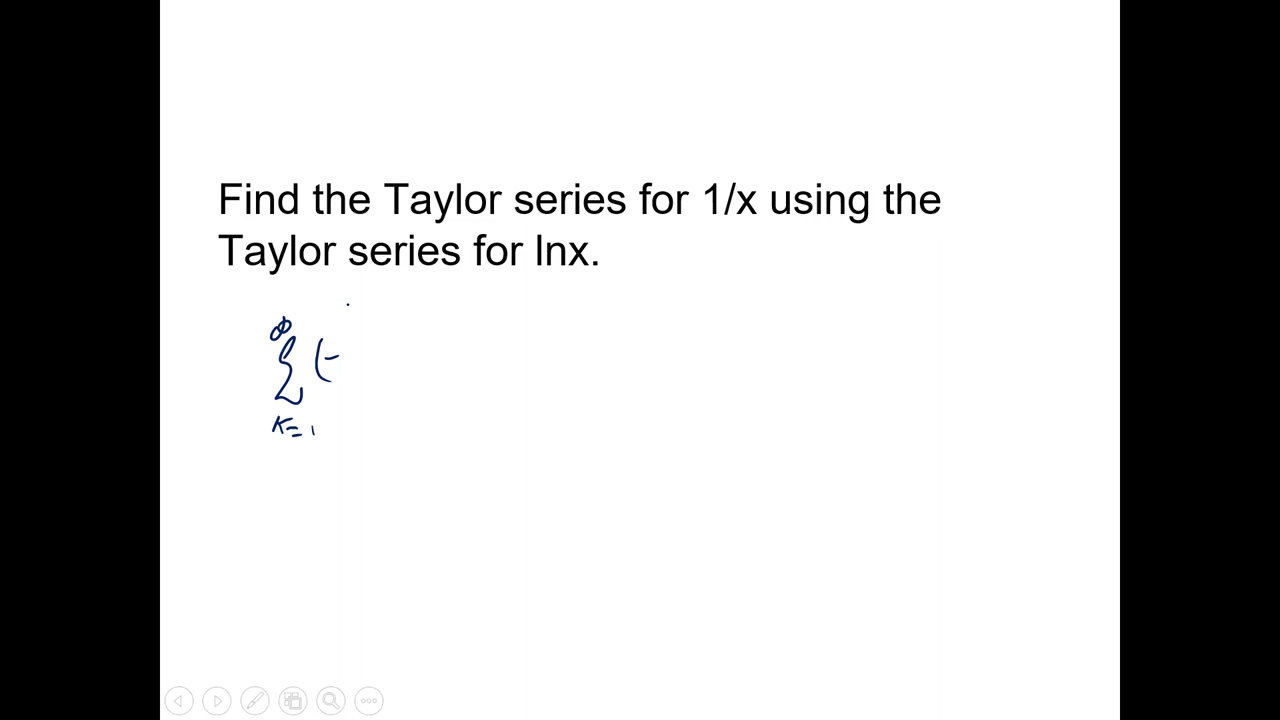 Find the Taylor series for 1/x using the
Taylor series for lnx.
∞
Σ (-
K=1